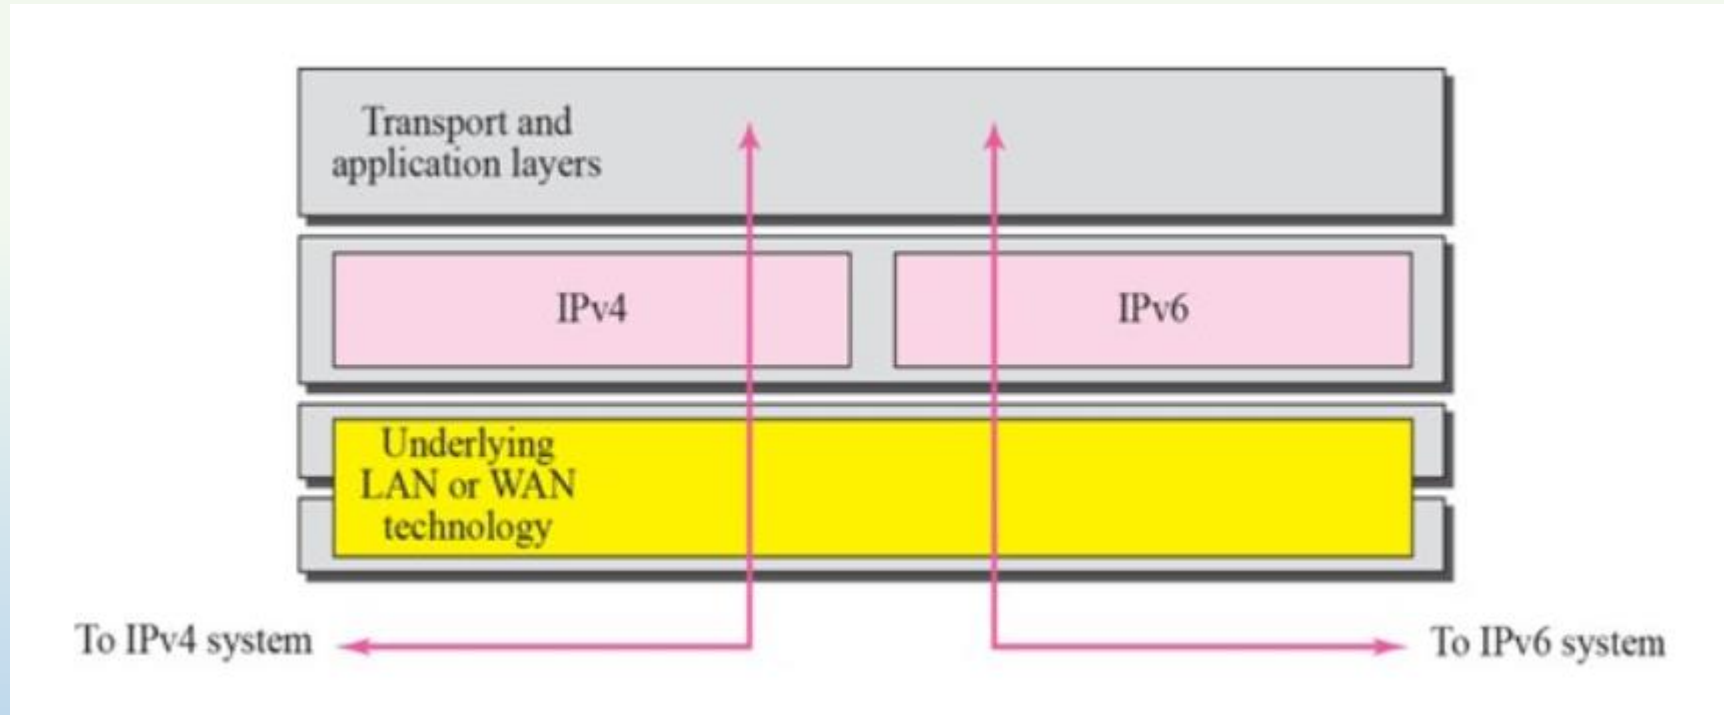 Transport and
application layers
IPv4
IPv6
Underlying
LAN or WAN
technology
To IPv4 system
To IPv6 system